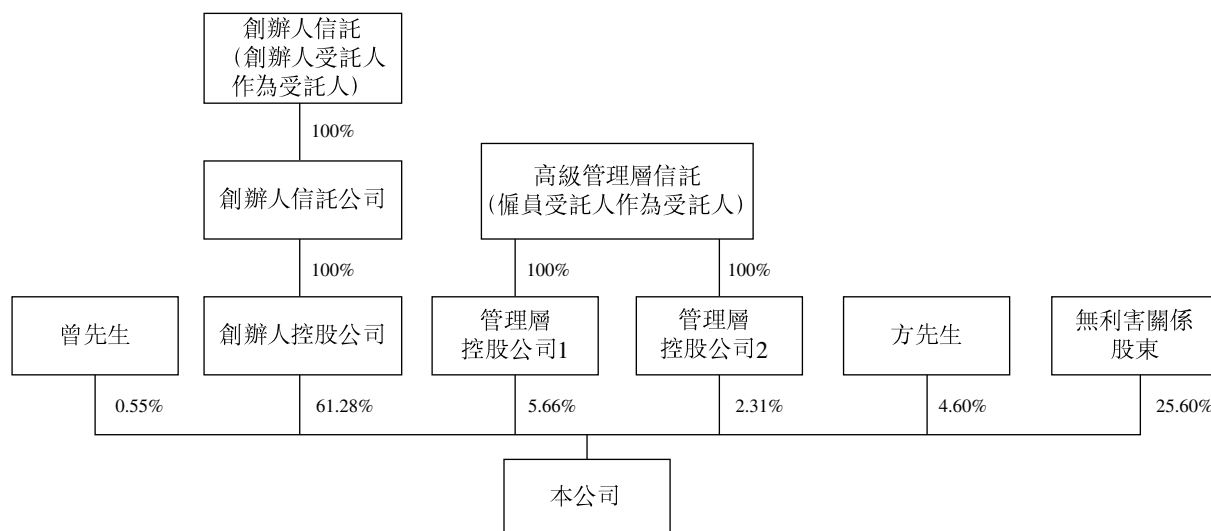 創辦人信託
(創辦人受託人
作為受託人)
100%
創辦人信託公司
高級管理層信託
(僱員受託人作為受託人)
100%
100%
100%
曾先生
創辦人控股公司
管理層
控股公司1
管理層
控股公司2
方先生
無利害關係
股東
0.55%
61.28%
5.66%
2.31%
4.60%
25.60%
本公司